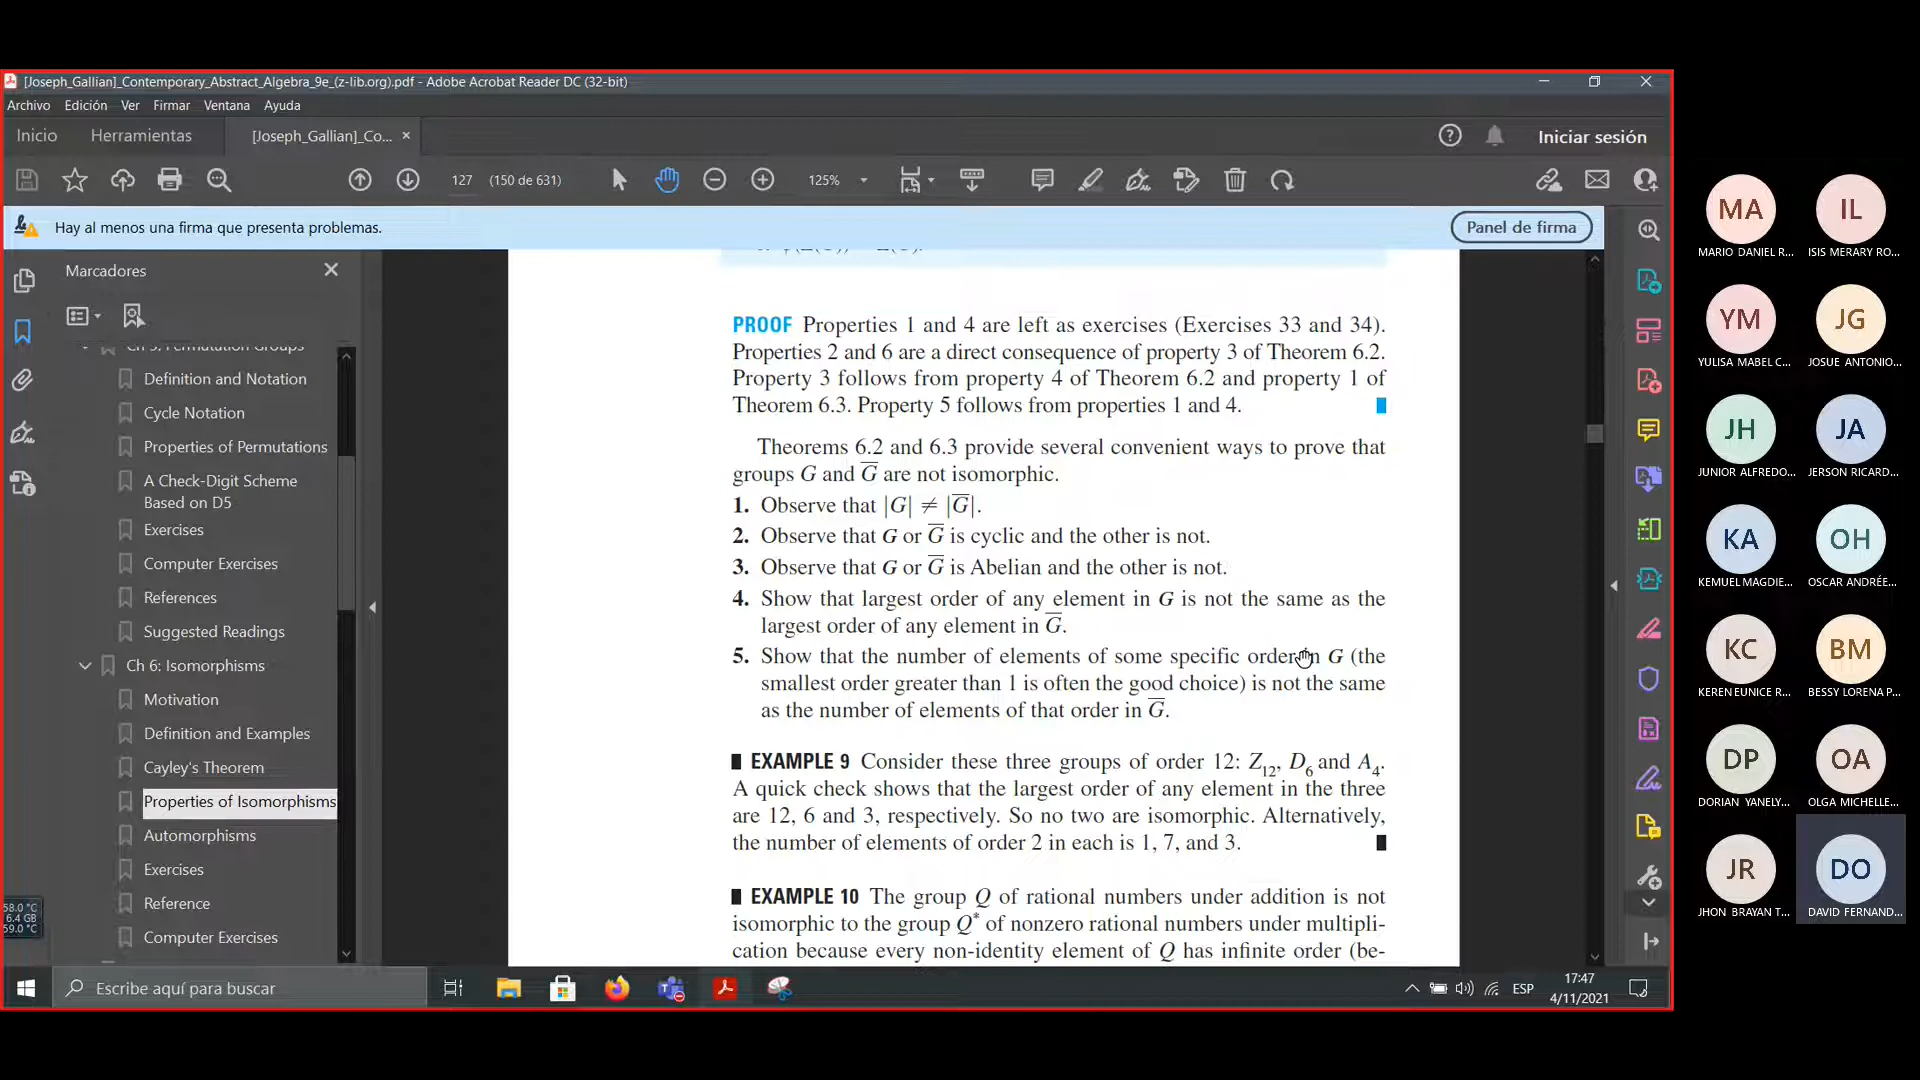 [Joseph_Gallian]_Contemporary_Abstract_Algebra_9e_(z-lib.org).pdf - Adobe Acrobat Reader DC (32-bit)
Archivo Edición Ver Firmar Ventana Ayuda
Inicio Herramientas [Joseph_Gallian]_Co... × Iniciar sesión
127 (150 de 631) 125%
Hay al menos una firma que presenta problemas. Panel de firma
Marcadores
Ch 5: Permutation Groups
Definition and Notation
Cycle Notation
Properties of Permutations
A Check-Digit Scheme
Based on D5
Exercises
Computer Exercises
References
Suggested Readings
Ch 6: Isomorphisms
Motivation
Definition and Examples
Cayley's Theorem
Properties of Isomorphisms
Automorphisms
Exercises
Reference
Computer Exercises
PROOF Properties 1 and 4 are left as exercises (Exercises 33 and 34).
Properties 2 and 6 are a direct consequence of property 3 of Theorem 6.2.
Property 3 follows from property 4 of Theorem 6.2 and property 1 of
Theorem 6.3. Property 5 follows from properties 1 and 4.
Theorems 6.2 and 6.3 provide several convenient ways to prove that
groups G and G̅ are not isomorphic.
1. Observe that |G| ≠ |G̅|.
2. Observe that G or G̅ is cyclic and the other is not.
3. Observe that G or G̅ is Abelian and the other is not.
4. Show that largest order of any element in G is not the same as the
largest order of any element in G̅.
5. Show that the number of elements of some specific order in G (the
smallest order greater than 1 is often the good choice) is not the same
as the number of elements of that order in G̅.
EXAMPLE 9 Consider these three groups of order 12: Z₁₂, D₆ and A₄.
A quick check shows that the largest order of any element in the three
are 12, 6 and 3, respectively. So no two are isomorphic. Alternatively,
the number of elements of order 2 in each is 1, 7, and 3.
EXAMPLE 10 The group Q of rational numbers under addition is not
isomorphic to the group Q* of nonzero rational numbers under multipli-
cation because every non-identity element of Q has infinite order (be-
58.0 °C
6.4 GB
59.0 °C
Escribe aquí para buscar
ESP
17:47
4/11/2021
MA IL
MARIO DANIEL R... ISIS MERARY RO...
YM JG
YULISA MABEL C... JOSUE ANTONIO...
JH JA
JUNIOR ALFREDO... JERSON RICARD...
KA OH
KEMUEL MAGDIE... OSCAR ANDRÉE...
KC BM
KEREN EUNICE R... BESSY LORENA P...
DP OA
DORIAN YANELY... OLGA MICHELLE...
JR DO
JHON BRAYAN T... DAVID FERNAND...